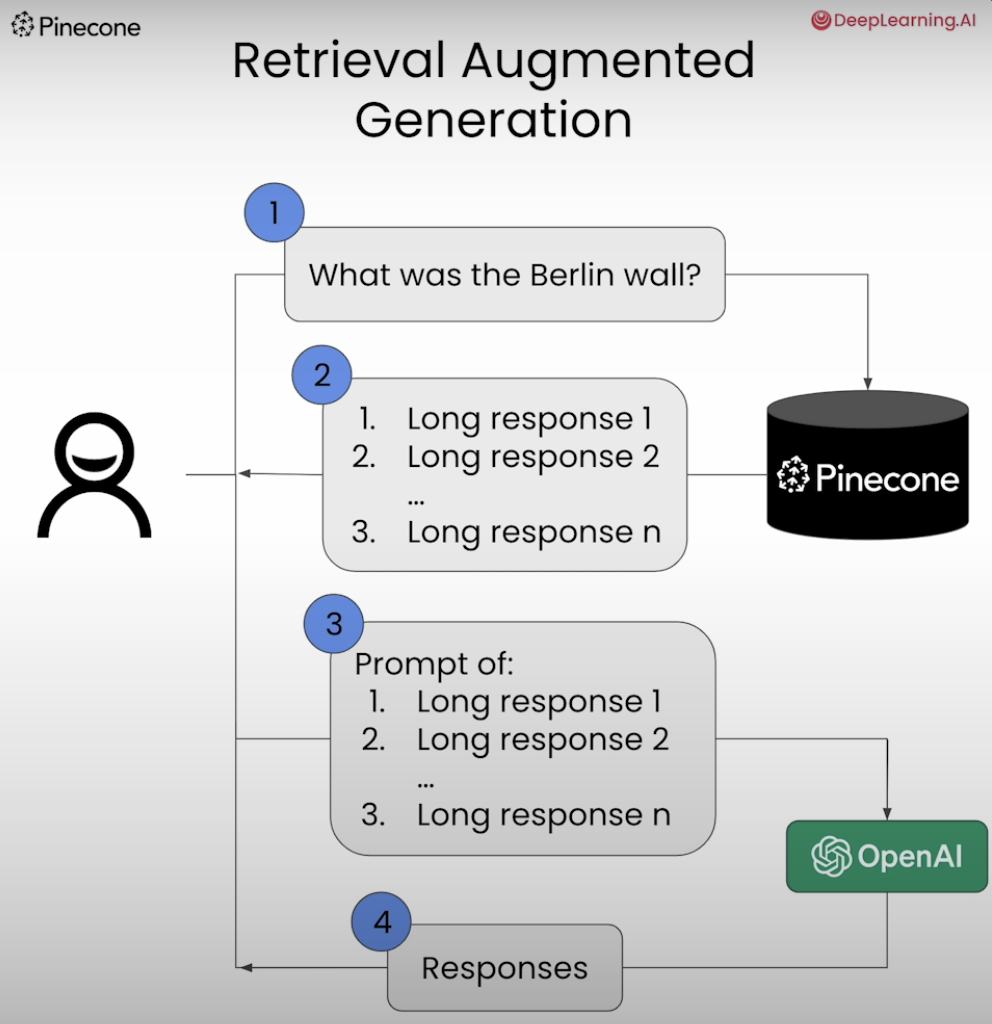 Pinecone
DeepLearning.AI
Retrieval Augmented
Generation
1
What was the Berlin wall?
2
1. Long response 1
2. Long response 2
...
3. Long response n
Pinecone
3
Prompt of:
1. Long response 1
2. Long response 2
...
3. Long response n
OpenAI
4
Responses